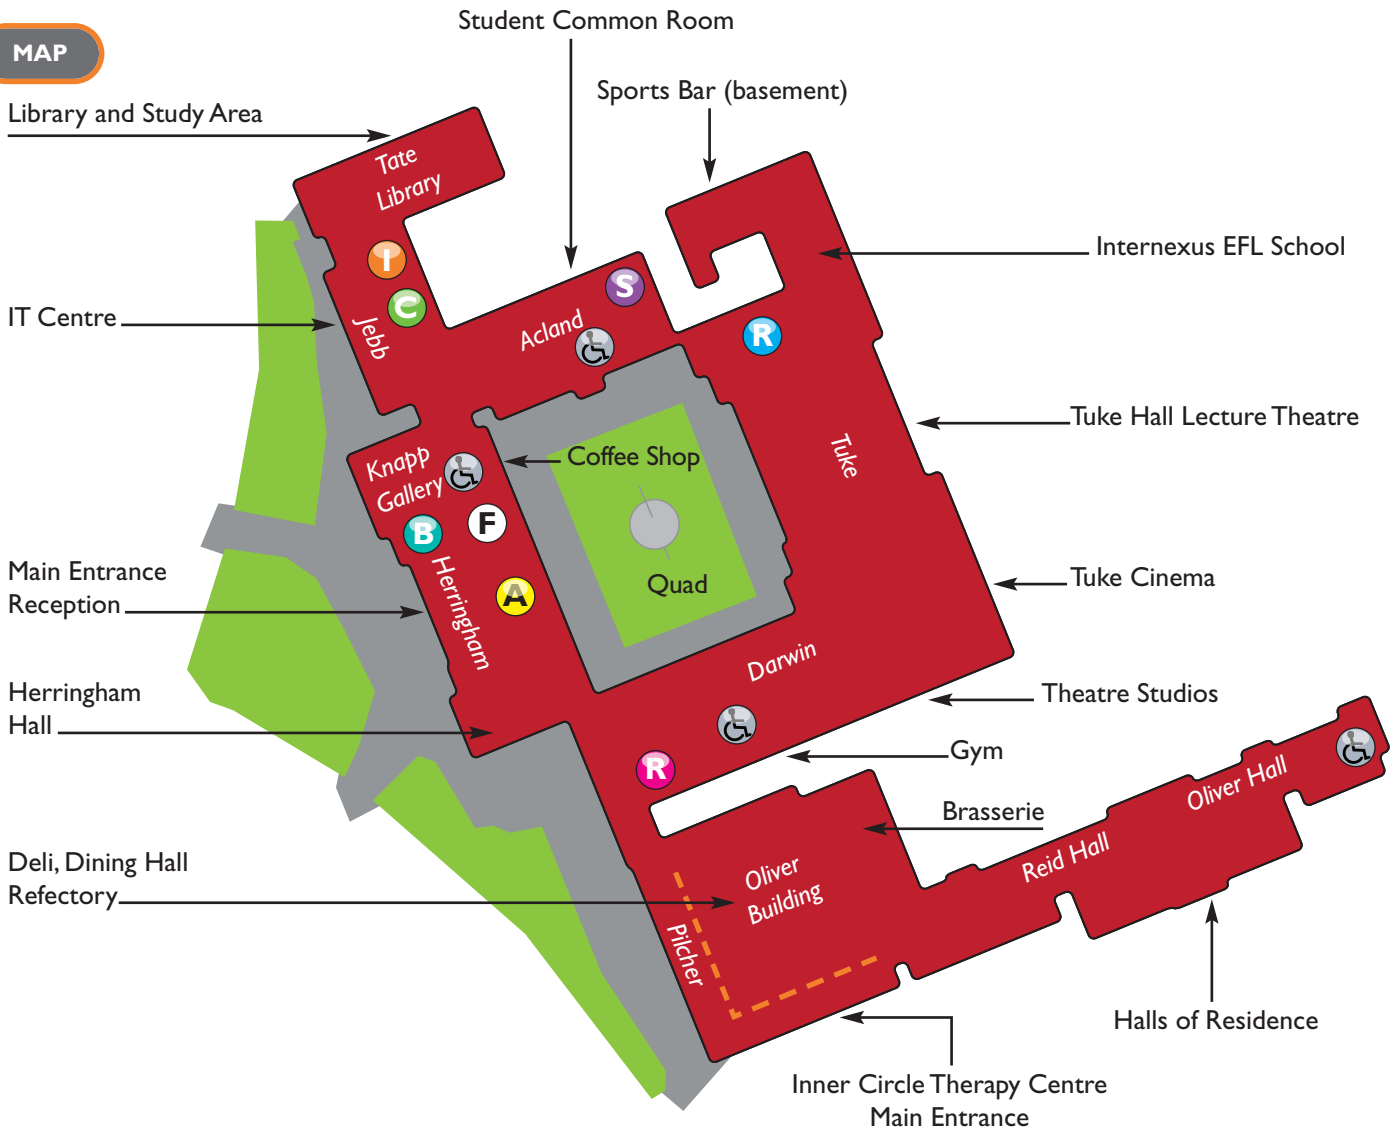 MAP
Student Common Room
Sports Bar (basement)
Library and Study Area
Tate
Library
Internexus EFL School
I
S
C
IT Centre
Jebb
Acland
R
Tuke Hall Lecture Theatre
Tuke
Knapp
Gallery
Coffee Shop
B
F
Main Entrance
Reception
Herringham
A
Quad
Tuke Cinema
Darwin
Herringham
Hall
Theatre Studios
R
Gym
Oliver Hall
Brasserie
Reid Hall
Deli, Dining Hall
Refectory
Oliver
Building
Pilcher
Halls of Residence
Inner Circle Therapy Centre
Main Entrance